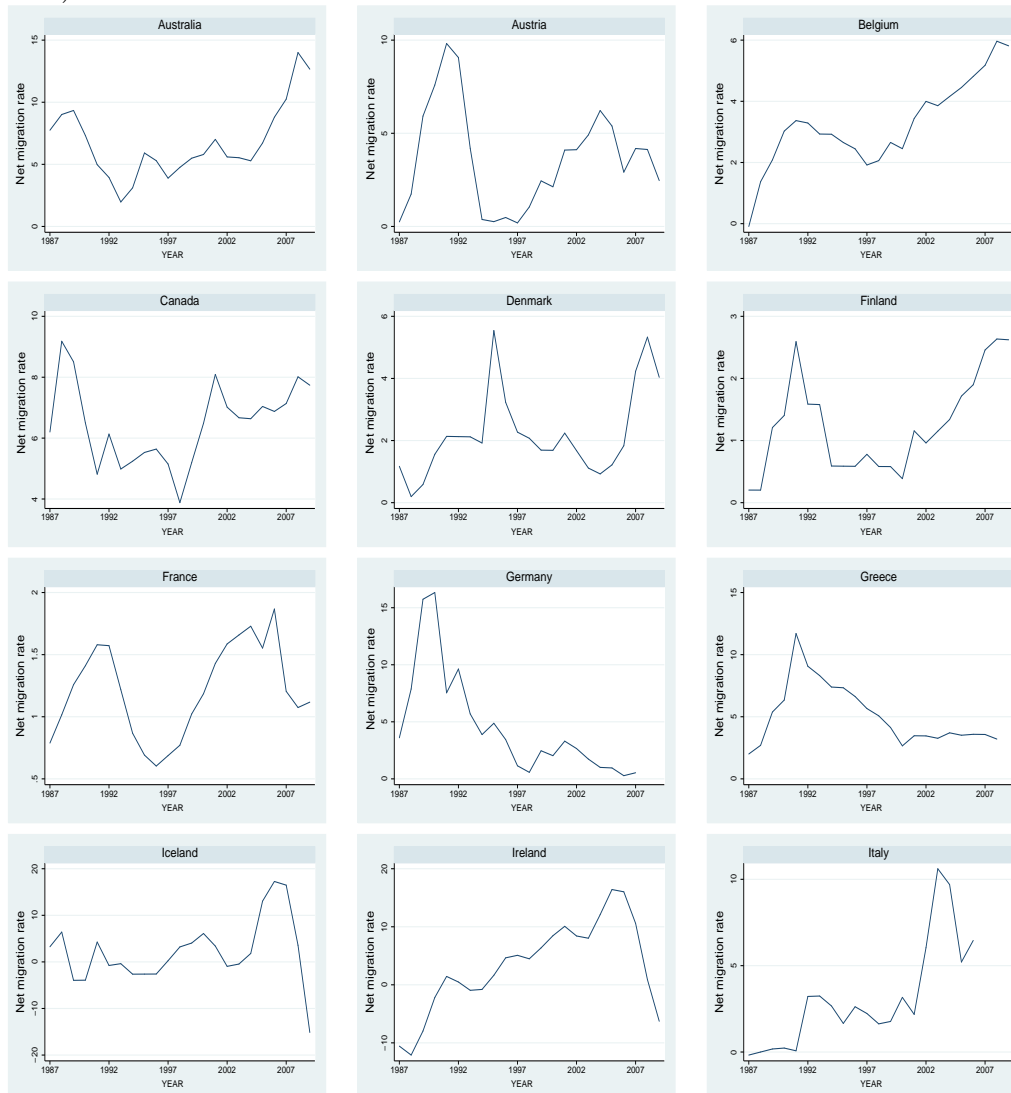 Australia
Net migration rate
0 5 10 15
1987 1992 1997 2002 2007
YEAR
Austria
Net migration rate
0 5 10
1987 1992 1997 2002 2007
YEAR
Belgium
Net migration rate
0 2 4 6
1987 1992 1997 2002 2007
YEAR
Canada
Net migration rate
4 6 8 10
1987 1992 1997 2002 2007
YEAR
Denmark
Net migration rate
0 2 4 6
1987 1992 1997 2002 2007
YEAR
Finland
Net migration rate
0 1 2 3
1987 1992 1997 2002 2007
YEAR
France
Net migration rate
.5 1 1.5 2
1987 1992 1997 2002 2007
YEAR
Germany
Net migration rate
0 5 10 15
1987 1992 1997 2002 2007
YEAR
Greece
Net migration rate
0 5 10 15
1987 1992 1997 2002 2007
YEAR
Iceland
Net migration rate
−20 −10 0 10 20
1987 1992 1997 2002 2007
YEAR
Ireland
Net migration rate
−10 0 10 20
1987 1992 1997 2002 2007
YEAR
Italy
Net migration rate
0 5 10
1987 1992 1997 2002 2007
YEAR